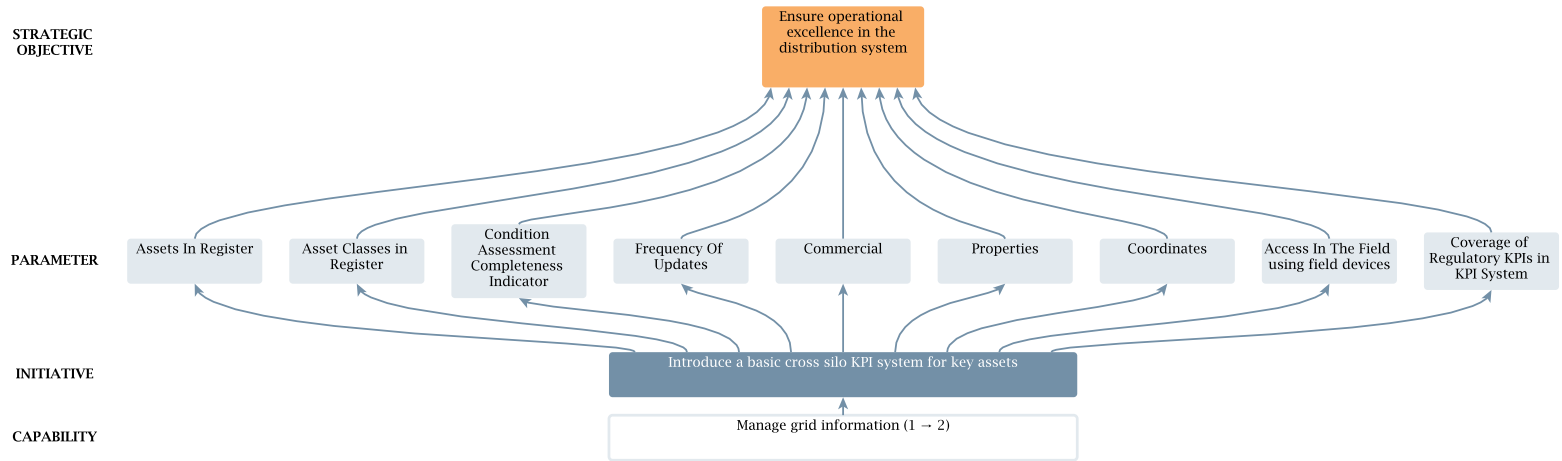 STRATEGIC
OBJECTIVE
Ensure operational
excellence in the
distribution system
PARAMETER
Assets In Register
Asset Classes in
Register
Condition
Assessment
Completeness
Indicator
Frequency Of
Updates
Commercial
Properties
Coordinates
Access In The Field
using field devices
Coverage of
Regulatory KPIs in
KPI System
INITIATIVE
Introduce a basic cross silo KPI system for key assets
CAPABILITY
Manage grid information (1 → 2)